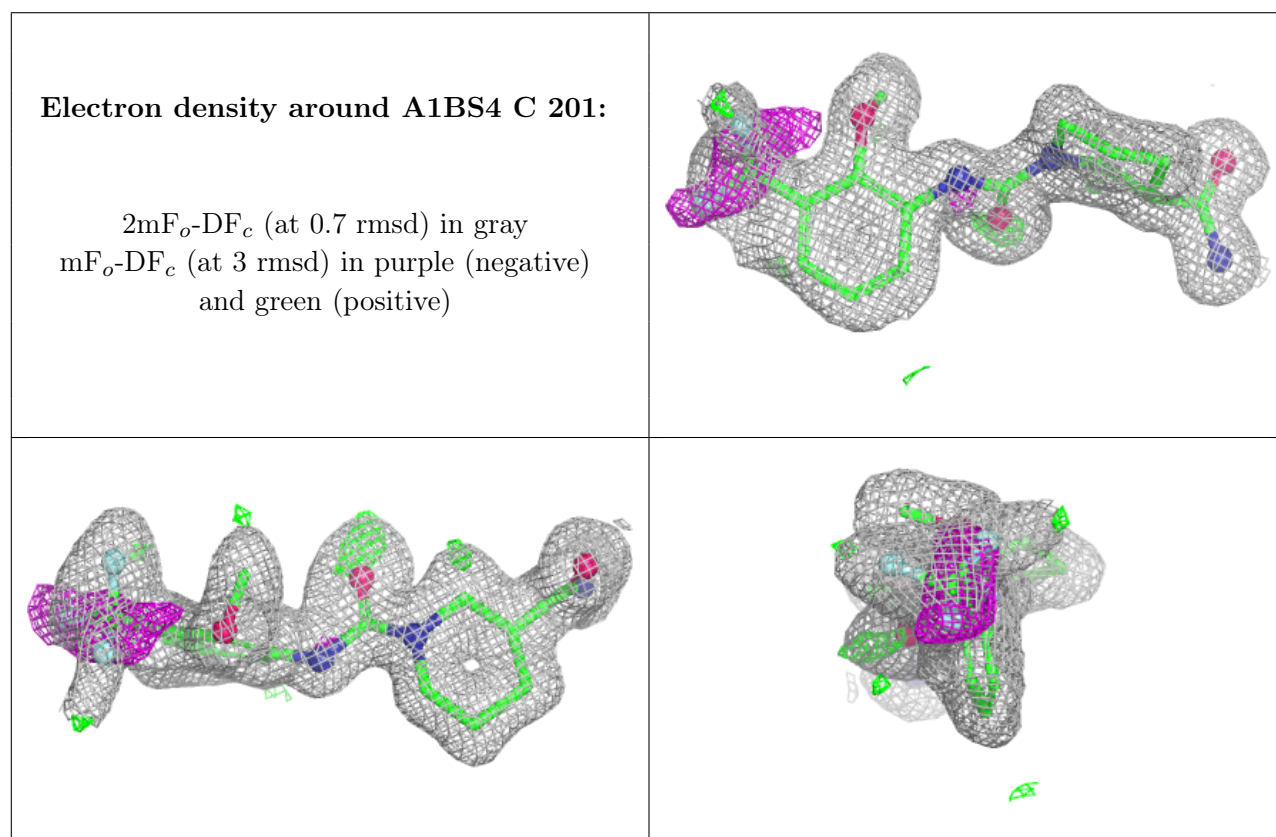 Electron density around A1BS4 C 201:
2mFo-DFc (at 0.7 rmsd) in gray
mFo-DFc (at 3 rmsd) in purple (negative)
and green (positive)